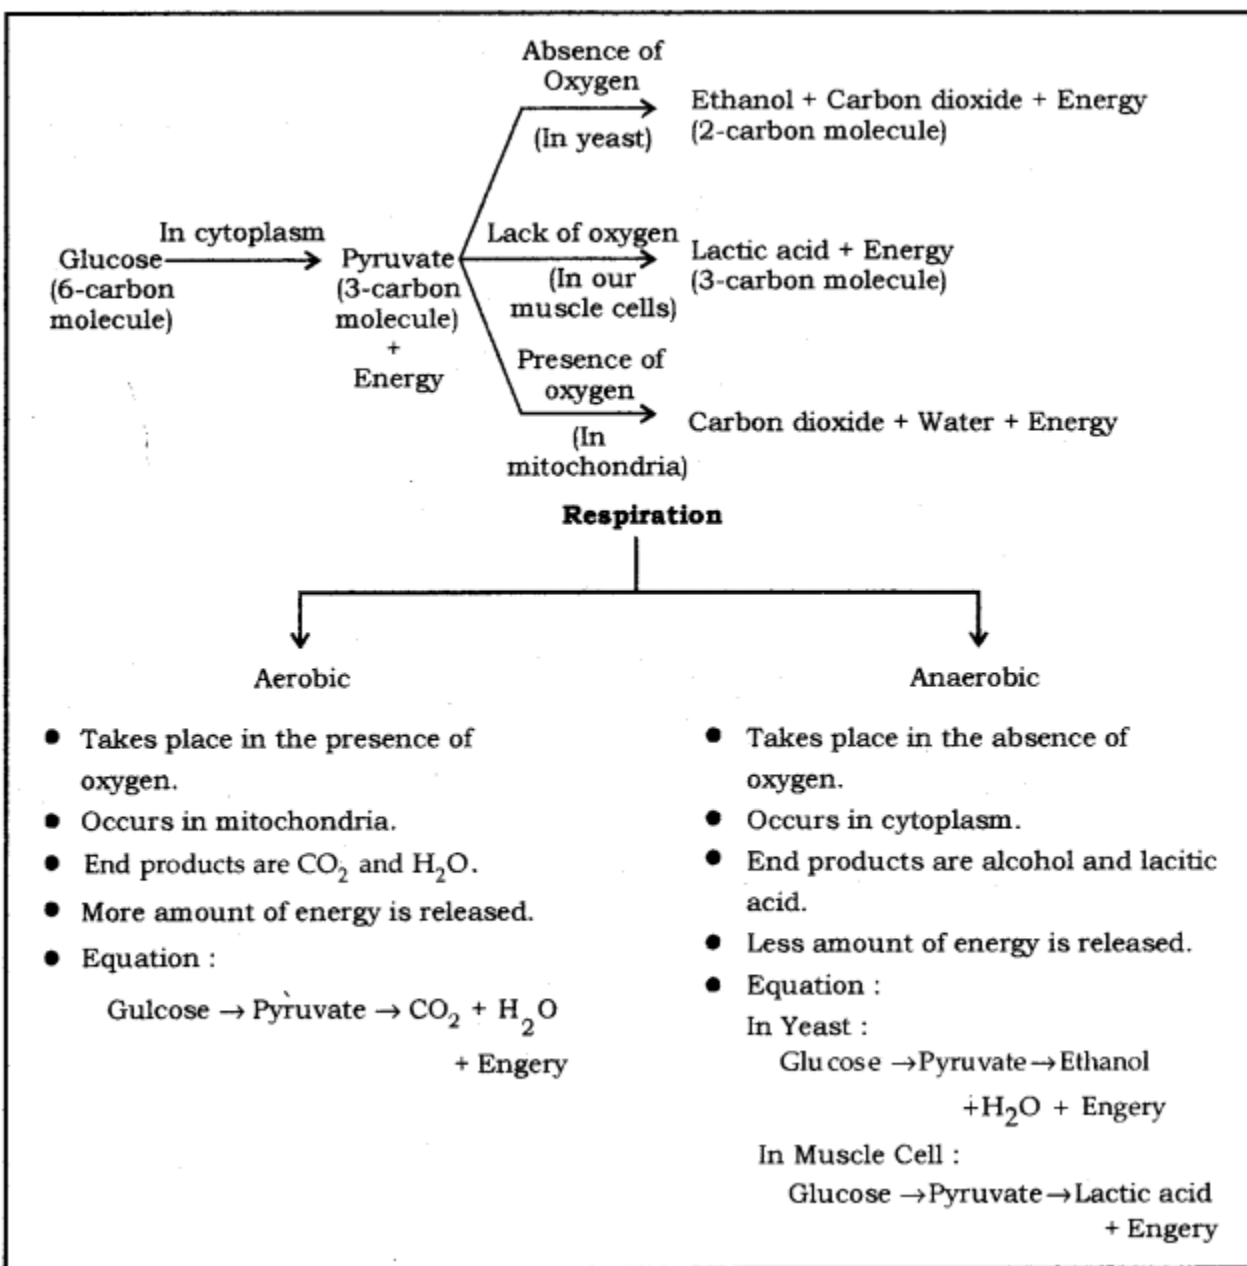 Absence of
Oxygen
Ethanol + Carbon dioxide + Energy
(In yeast)
(2-carbon molecule)
In cytoplasm
Lack of oxygen
Glucose
Pyruvate
Lactic acid + Energy
(6-carbon
molecule)
(3-carbon
molecule)
+
Energy
(In our
muscle cells)
(3-carbon molecule)
Presence of
oxygen
Carbon dioxide + Water + Energy
(In
mitochondria)
Respiration
Aerobic
● Takes place in the presence of
oxygen.
● Occurs in mitochondria.
● End products are CO₂ and H₂O.
● More amount of energy is released.
● Equation :
Gulcose → Pyruvate → CO₂ + H₂O
+ Engery
Anaerobic
● Takes place in the absence of
oxygen.
● Occurs in cytoplasm.
● End products are alcohol and lacitic
acid.
● Less amount of energy is released.
● Equation :
In Yeast :
Glucose → Pyruvate → Ethanol
+H₂O + Engery
In Muscle Cell :
Glucose → Pyruvate → Lactic acid
+ Engery